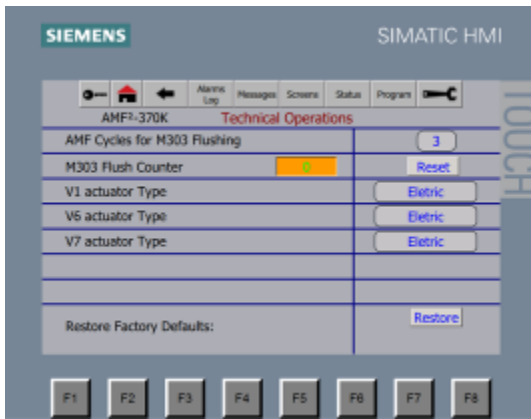 SIEMENS SIMATIC HMI
TOUCH
Alarms Log Messages Screens Status Program
AMF²-370K Technical Operations
AMF Cycles for M303 Flushing 3
M303 Flush Counter 0 Reset
V1 actuator Type Eletric
V6 actuator Type Eletric
V7 actuator Type Eletric
Restore Factory Defaults: Restore
F1 F2 F3 F4 F5 F6 F7 F8